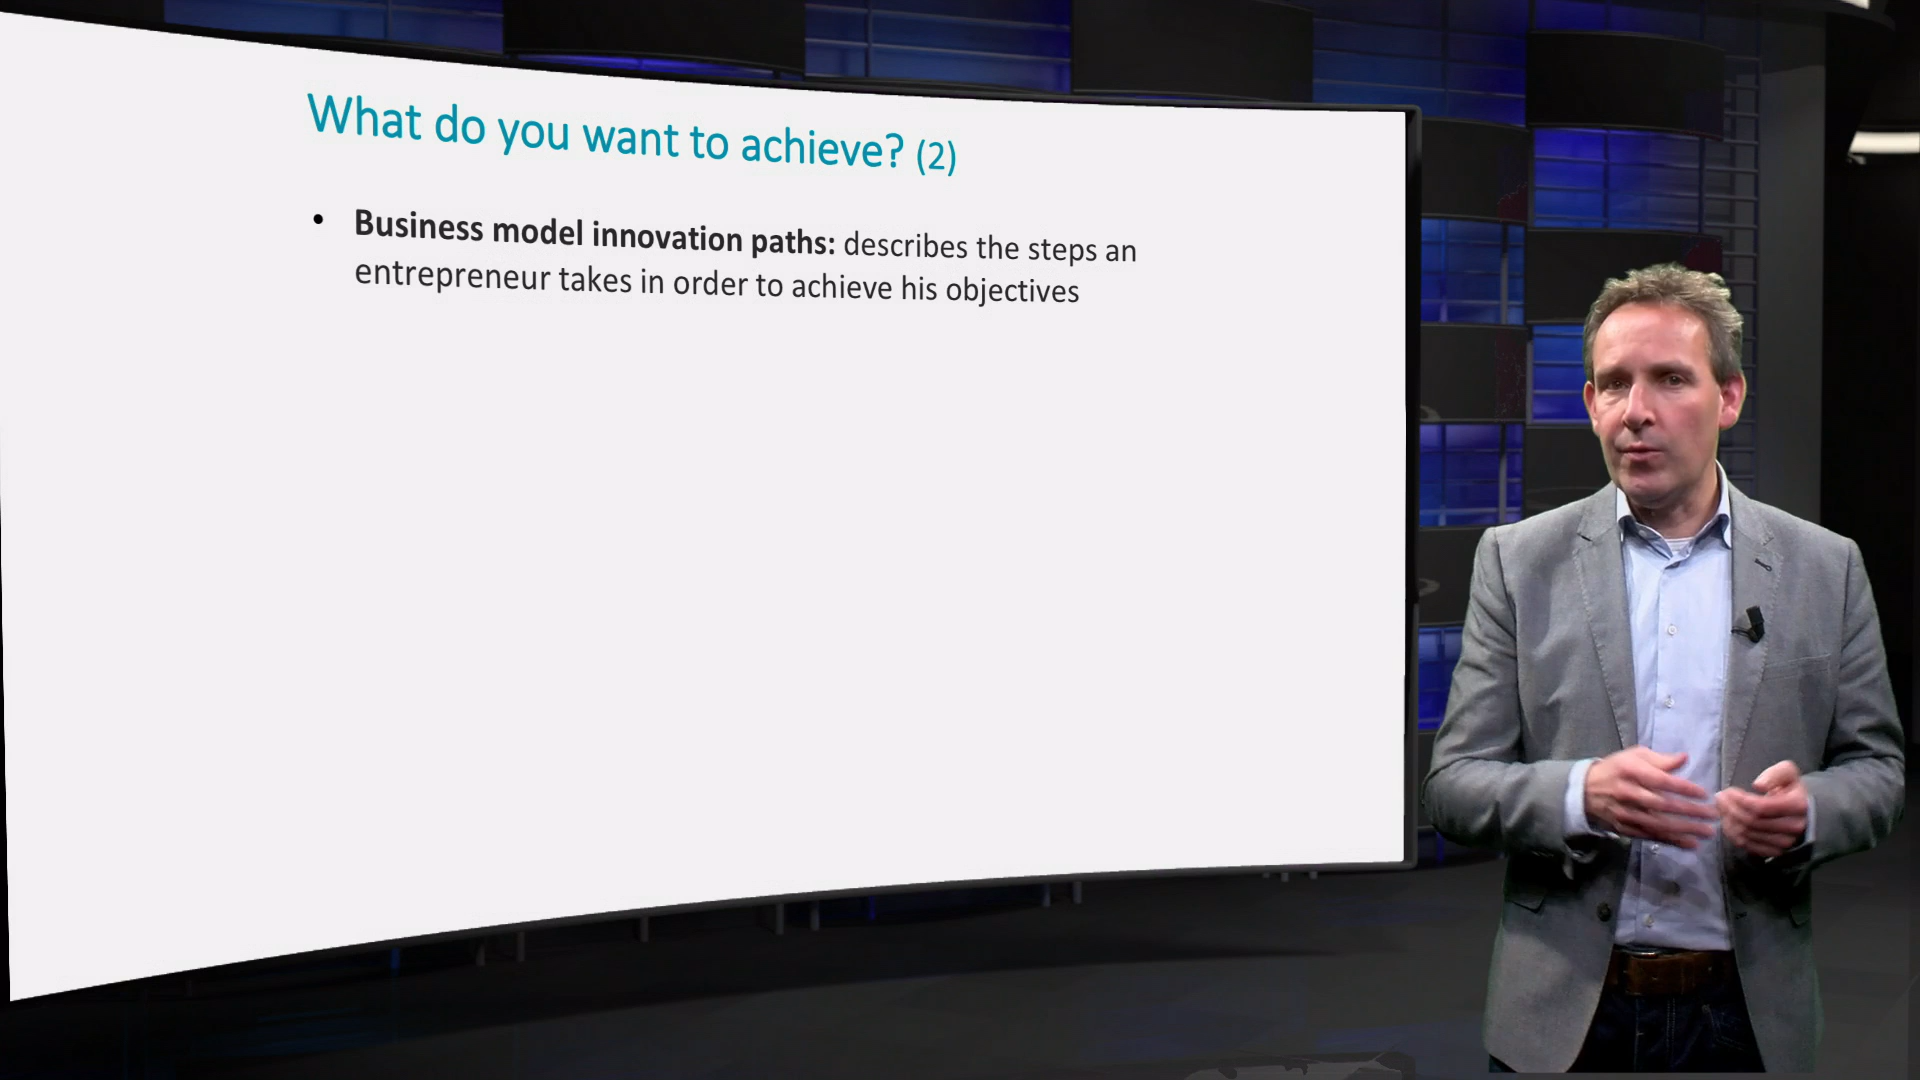 What do you want to achieve? (2)
• Business model innovation paths: describes the steps an
entrepreneur takes in order to achieve his objectives